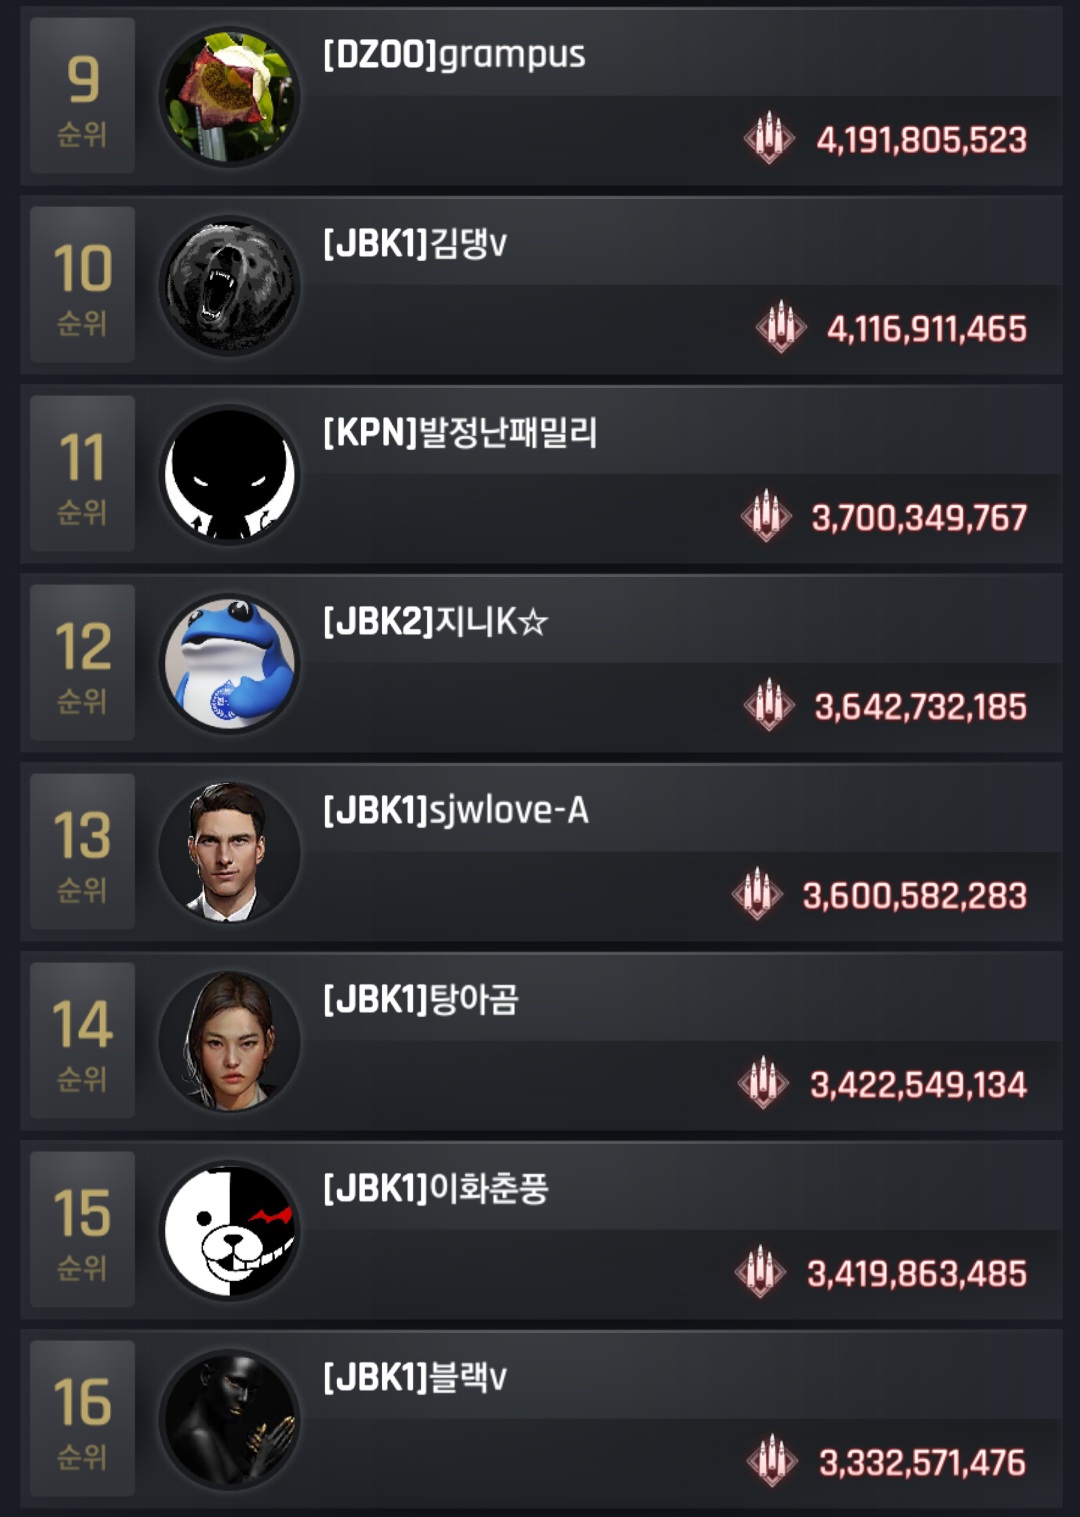 9
순위
[DZOO]grampus
4,191,805,523
10
순위
[JBK1]김댕v
4,116,911,465
11
순위
[KPN]발정난패밀리
3,700,349,767
12
순위
[JBK2]지니K☆
3,642,732,185
13
순위
[JBK1]sjwlove-A
3,600,582,283
14
순위
[JBK1]탕아곰
3,422,549,134
15
순위
[JBK1]이화춘풍
3,419,863,485
16
순위
[JBK1]블랙v
3,332,571,476